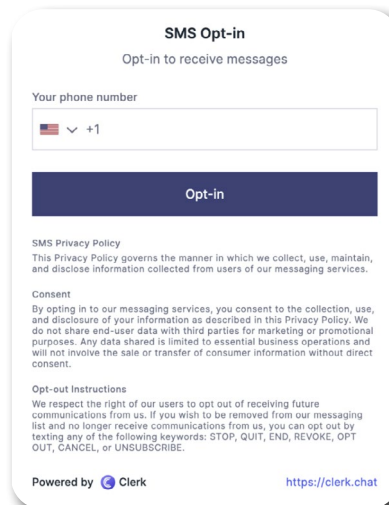 SMS Opt-in
Opt-in to receive messages
Your phone number
+1
Opt-in
SMS Privacy Policy
This Privacy Policy governs the manner in which we collect, use, maintain,
and disclose information collected from users of our messaging services.
Consent
By opting in to our messaging services, you consent to the collection, use,
and disclosure of your information as described in this Privacy Policy. We
do not share end-user data with third parties for marketing or promotional
purposes. Any data shared is limited to essential business operations and
will not involve the sale or transfer of consumer information without direct
consent.
Opt-out Instructions
We respect the right of our users to opt out of receiving future
communications from us. If you wish to be removed from our messaging
list and no longer receive communications from us, you can opt out by
texting any of the following keywords: STOP, QUIT, END, REVOKE, OPT
OUT, CANCEL, or UNSUBSCRIBE.
Powered by Clerk https://clerk.chat